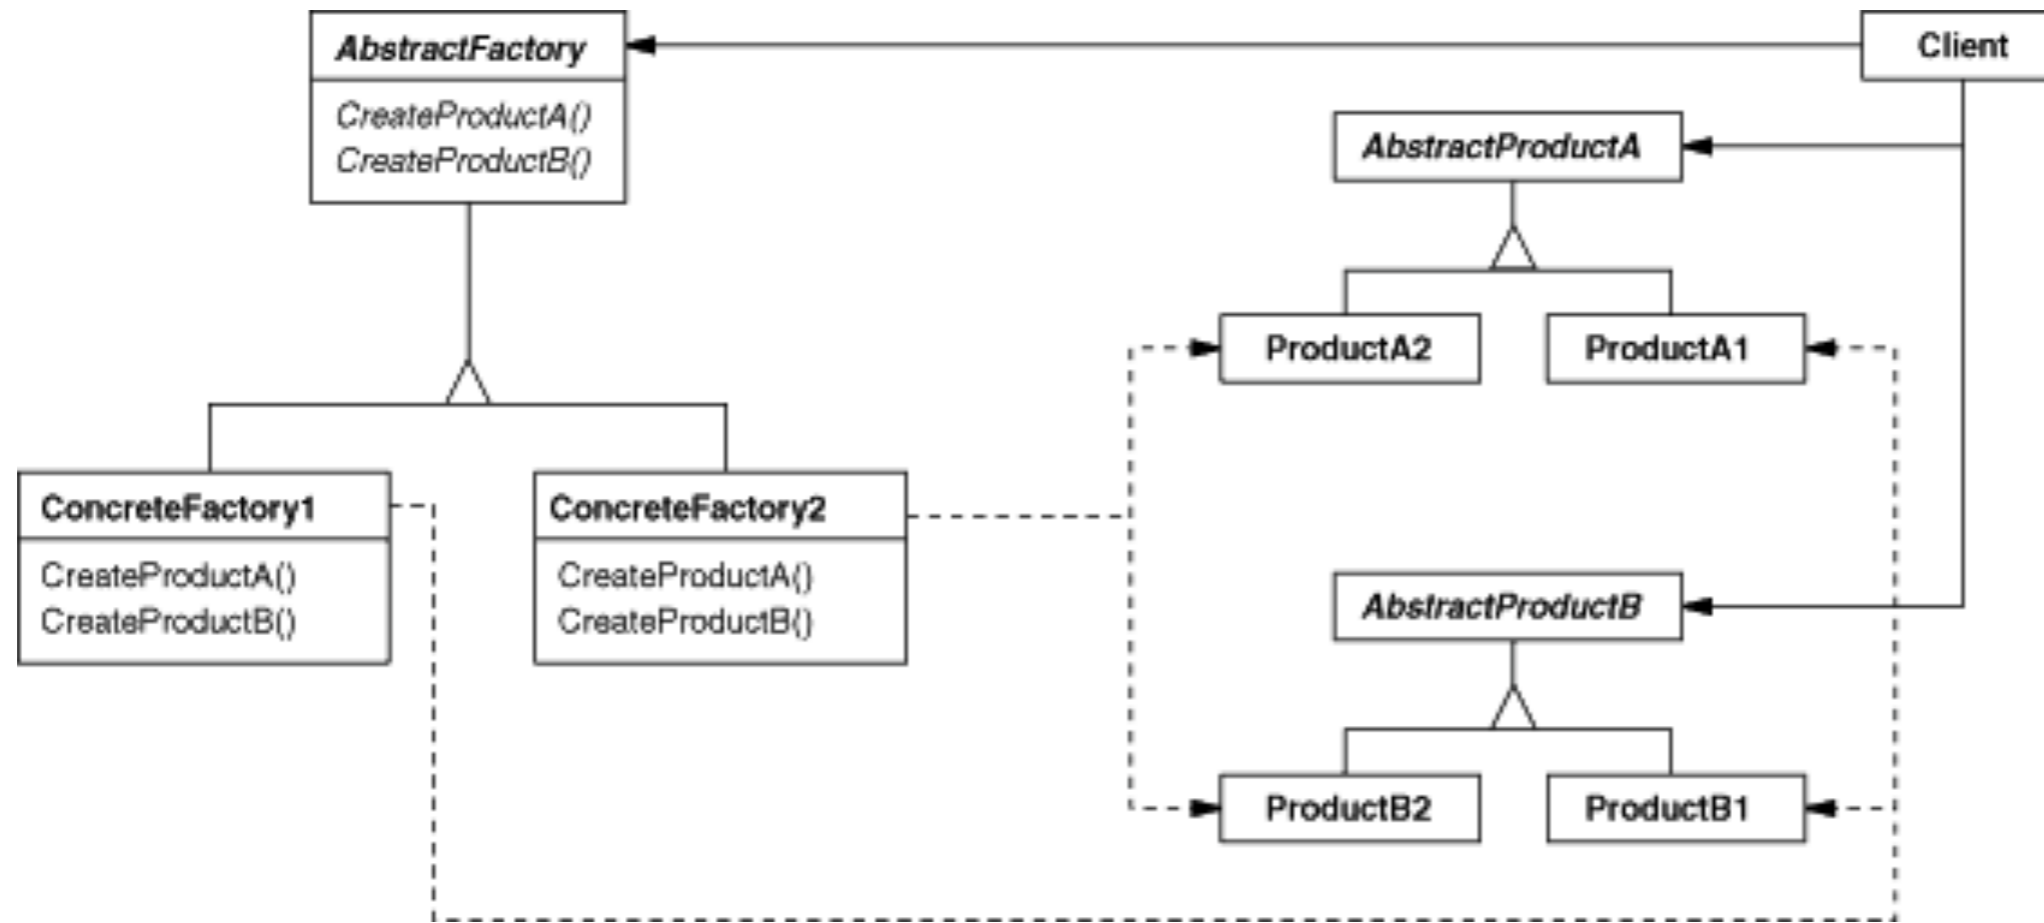 AbstractFactory
CreateProductA()
CreateProductB()
Client
AbstractProductA
ProductA2
ProductA1
ConcreteFactory1
CreateProductA()
CreateProductB()
ConcreteFactory2
CreateProductA()
CreateProductB()
AbstractProductB
ProductB2
ProductB1